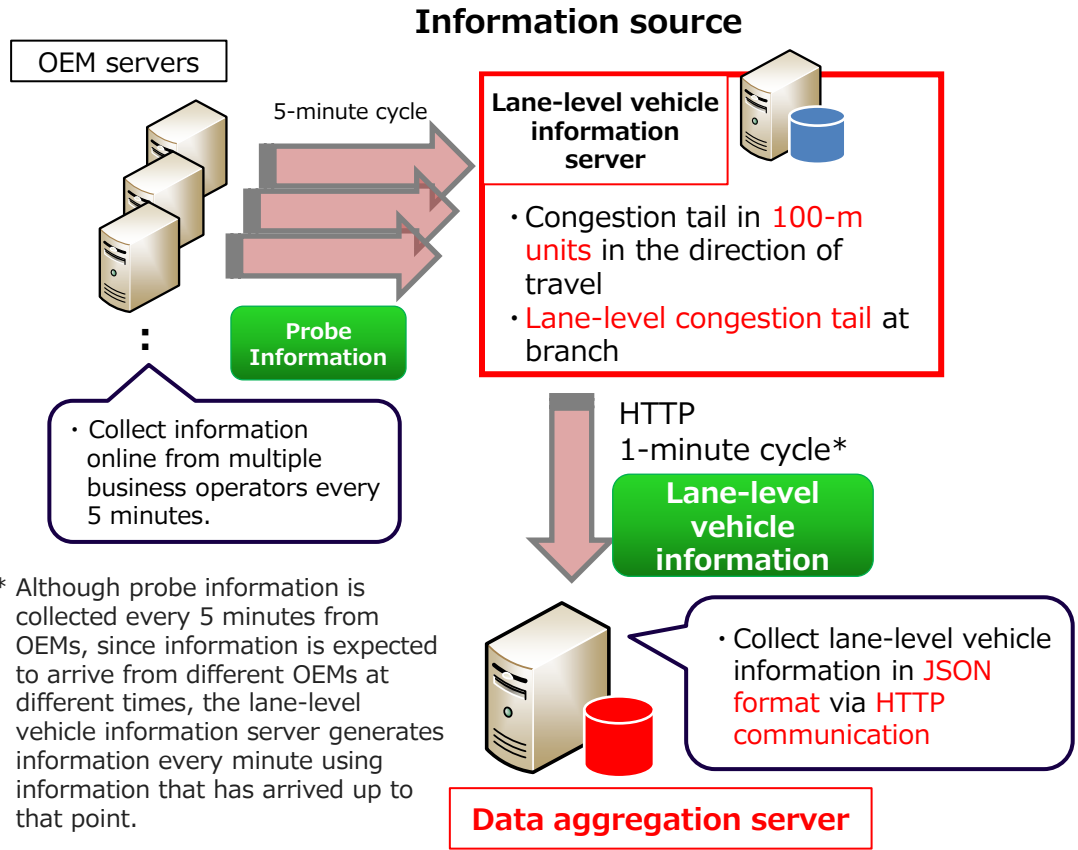 Information source
OEM servers
5-minute cycle
Lane-level vehicle
information
server
・Congestion tail in 100-m
units in the direction of
travel
・Lane-level congestion tail at
branch
Probe
Information
:
・Collect information
online from multiple
business operators every
5 minutes.
HTTP
1-minute cycle*
Lane-level
vehicle
information
* Although probe information is
collected every 5 minutes from
OEMs, since information is expected
to arrive from different OEMs at
different times, the lane-level
vehicle information server generates
information every minute using
information that has arrived up to
that point.
・Collect lane-level vehicle
information in JSON
format via HTTP
communication
Data aggregation server